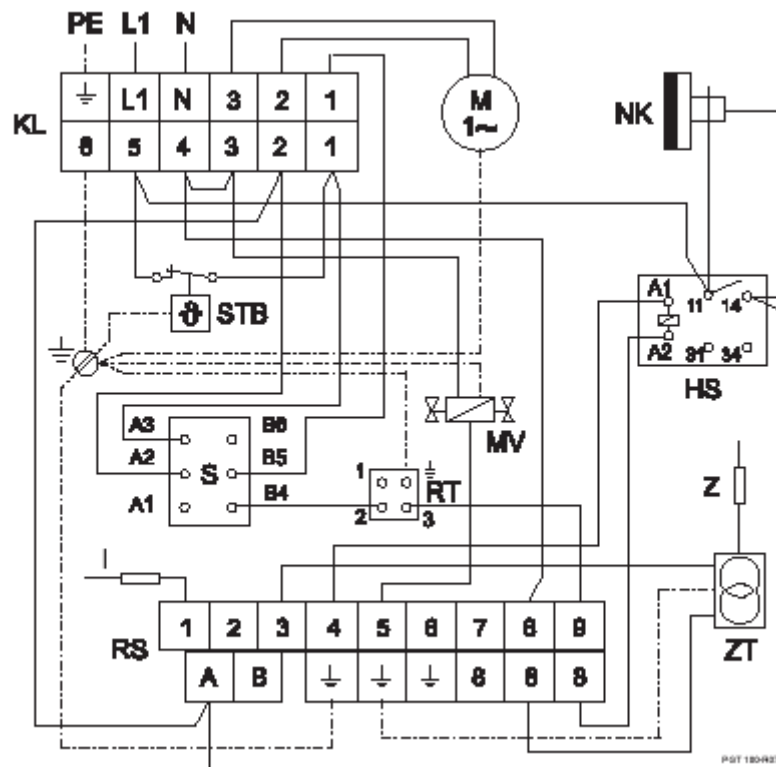 PE L1 N
L1 N 3 2 1
KL
6 5 4 3 2 1
M
1~
NK
ϑ STB
A1 11 14
A2 31 34
HS
A3 B6
A2 S B5
A1 B4
1 RT
2 3
MV
Z
I
1 2 3 4 5 6 7 8 9
RS
A B 8 8 8
ZT